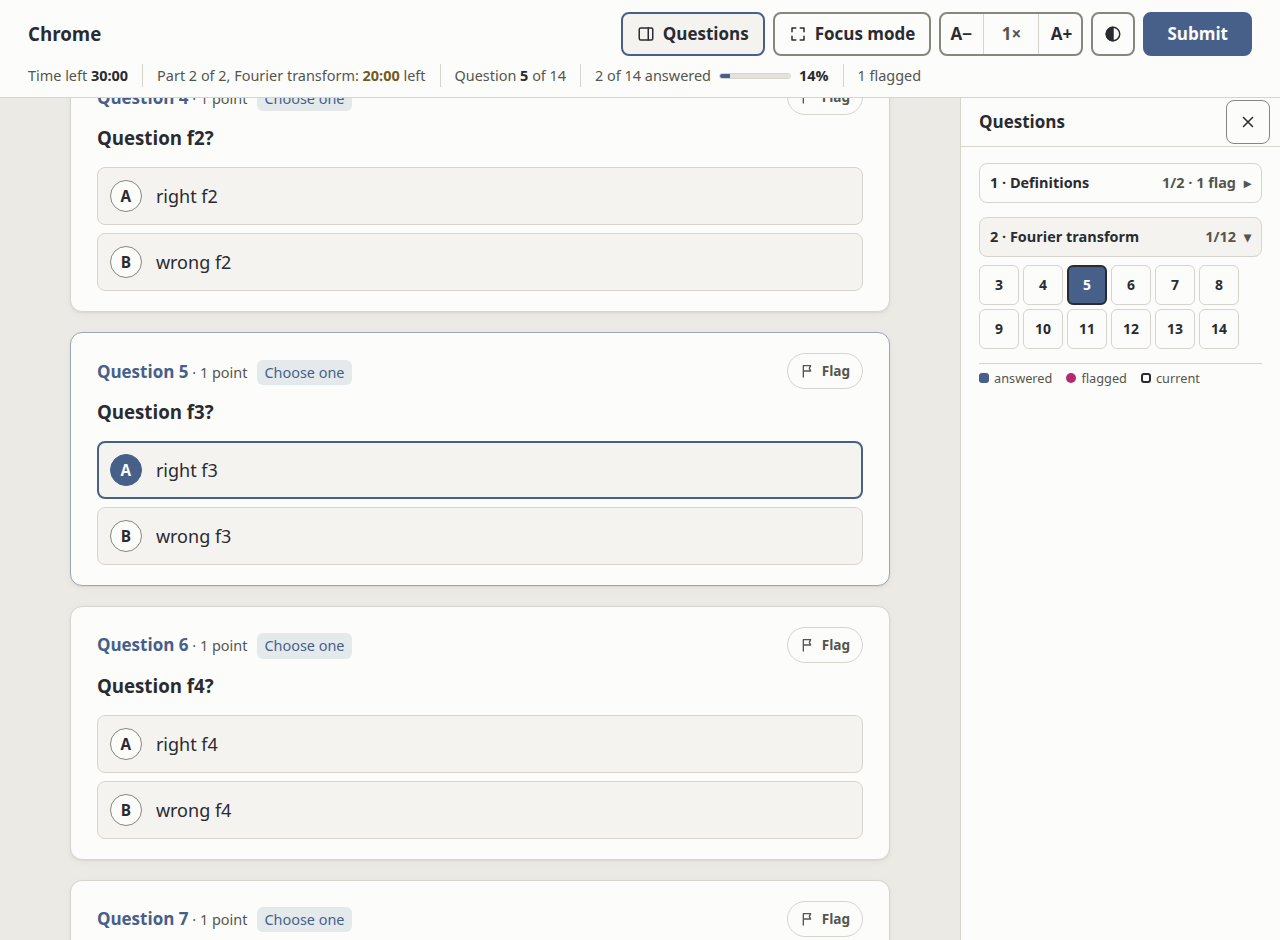 Chrome
Questions
Focus mode
A−
1×
A+
Submit
Time left 30:00
Part 2 of 2, Fourier transform: 20:00 left
Question 5 of 14
2 of 14 answered
14%
1 flagged
Question 4 · 1 point Choose one
Flag
Question f2?
A right f2
B wrong f2
Question 5 · 1 point Choose one
Flag
Question f3?
A right f3
B wrong f3
Question 6 · 1 point Choose one
Flag
Question f4?
A right f4
B wrong f4
Question 7 · 1 point Choose one
Flag
Questions
1 · Definitions 1/2 · 1 flag ▸
2 · Fourier transform 1/12 ▾
3 4 5 6 7 8
9 10 11 12 13 14
answered flagged current